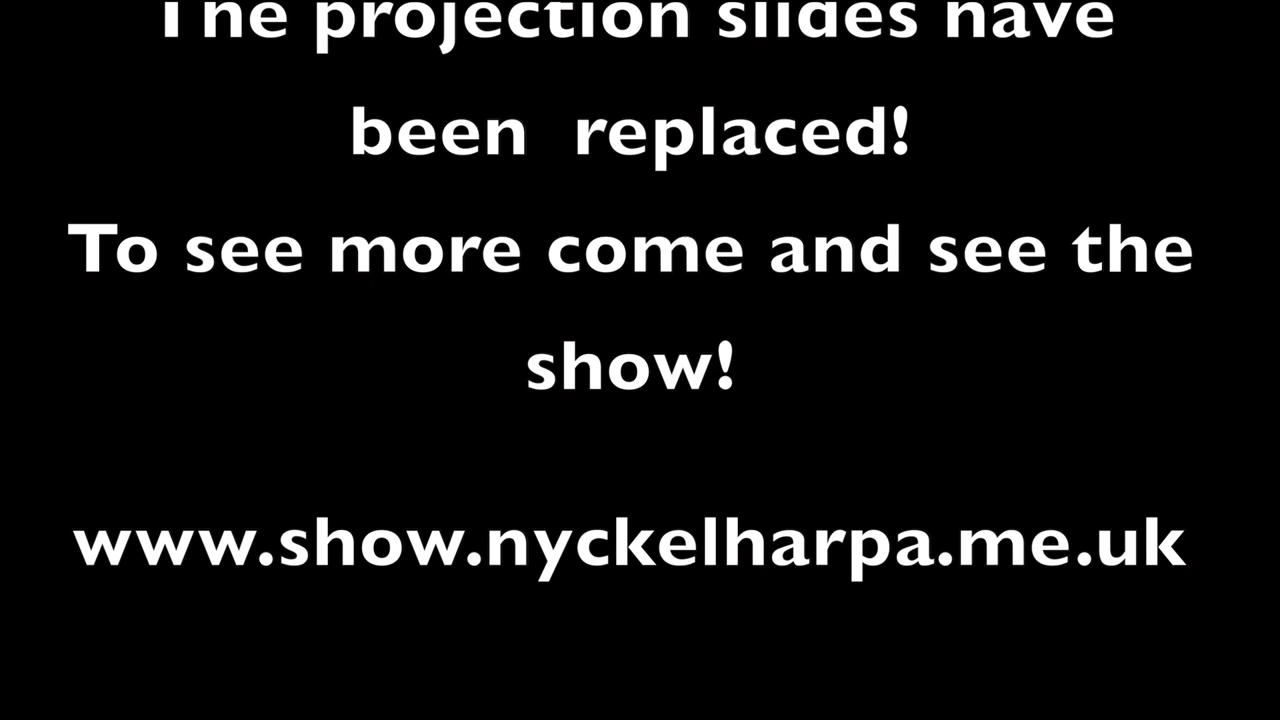 The projection slides have
been  replaced!
To see more come and see the
show!
www.show.nyckelharpa.me.uk